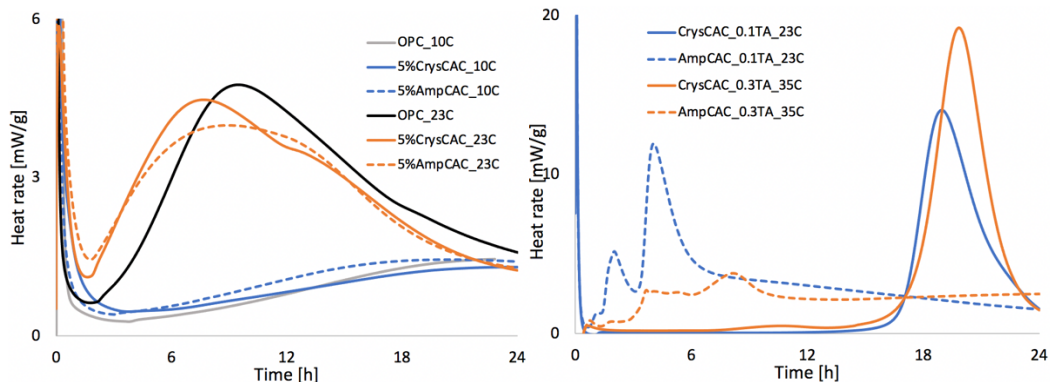 6
3
0
Heat rate [mW/g]
0
6
12
18
24
Time [h]
OPC_10C
5%CrysCAC_10C
5%AmpCAC_10C
OPC_23C
5%CrysCAC_23C
5%AmpCAC_23C
20
10
0
Heat rate [mW/g]
0
6
12
18
24
Time [h]
CrysCAC_0.1TA_23C
AmpCAC_0.1TA_23C
CrysCAC_0.3TA_35C
AmpCAC_0.3TA_35C